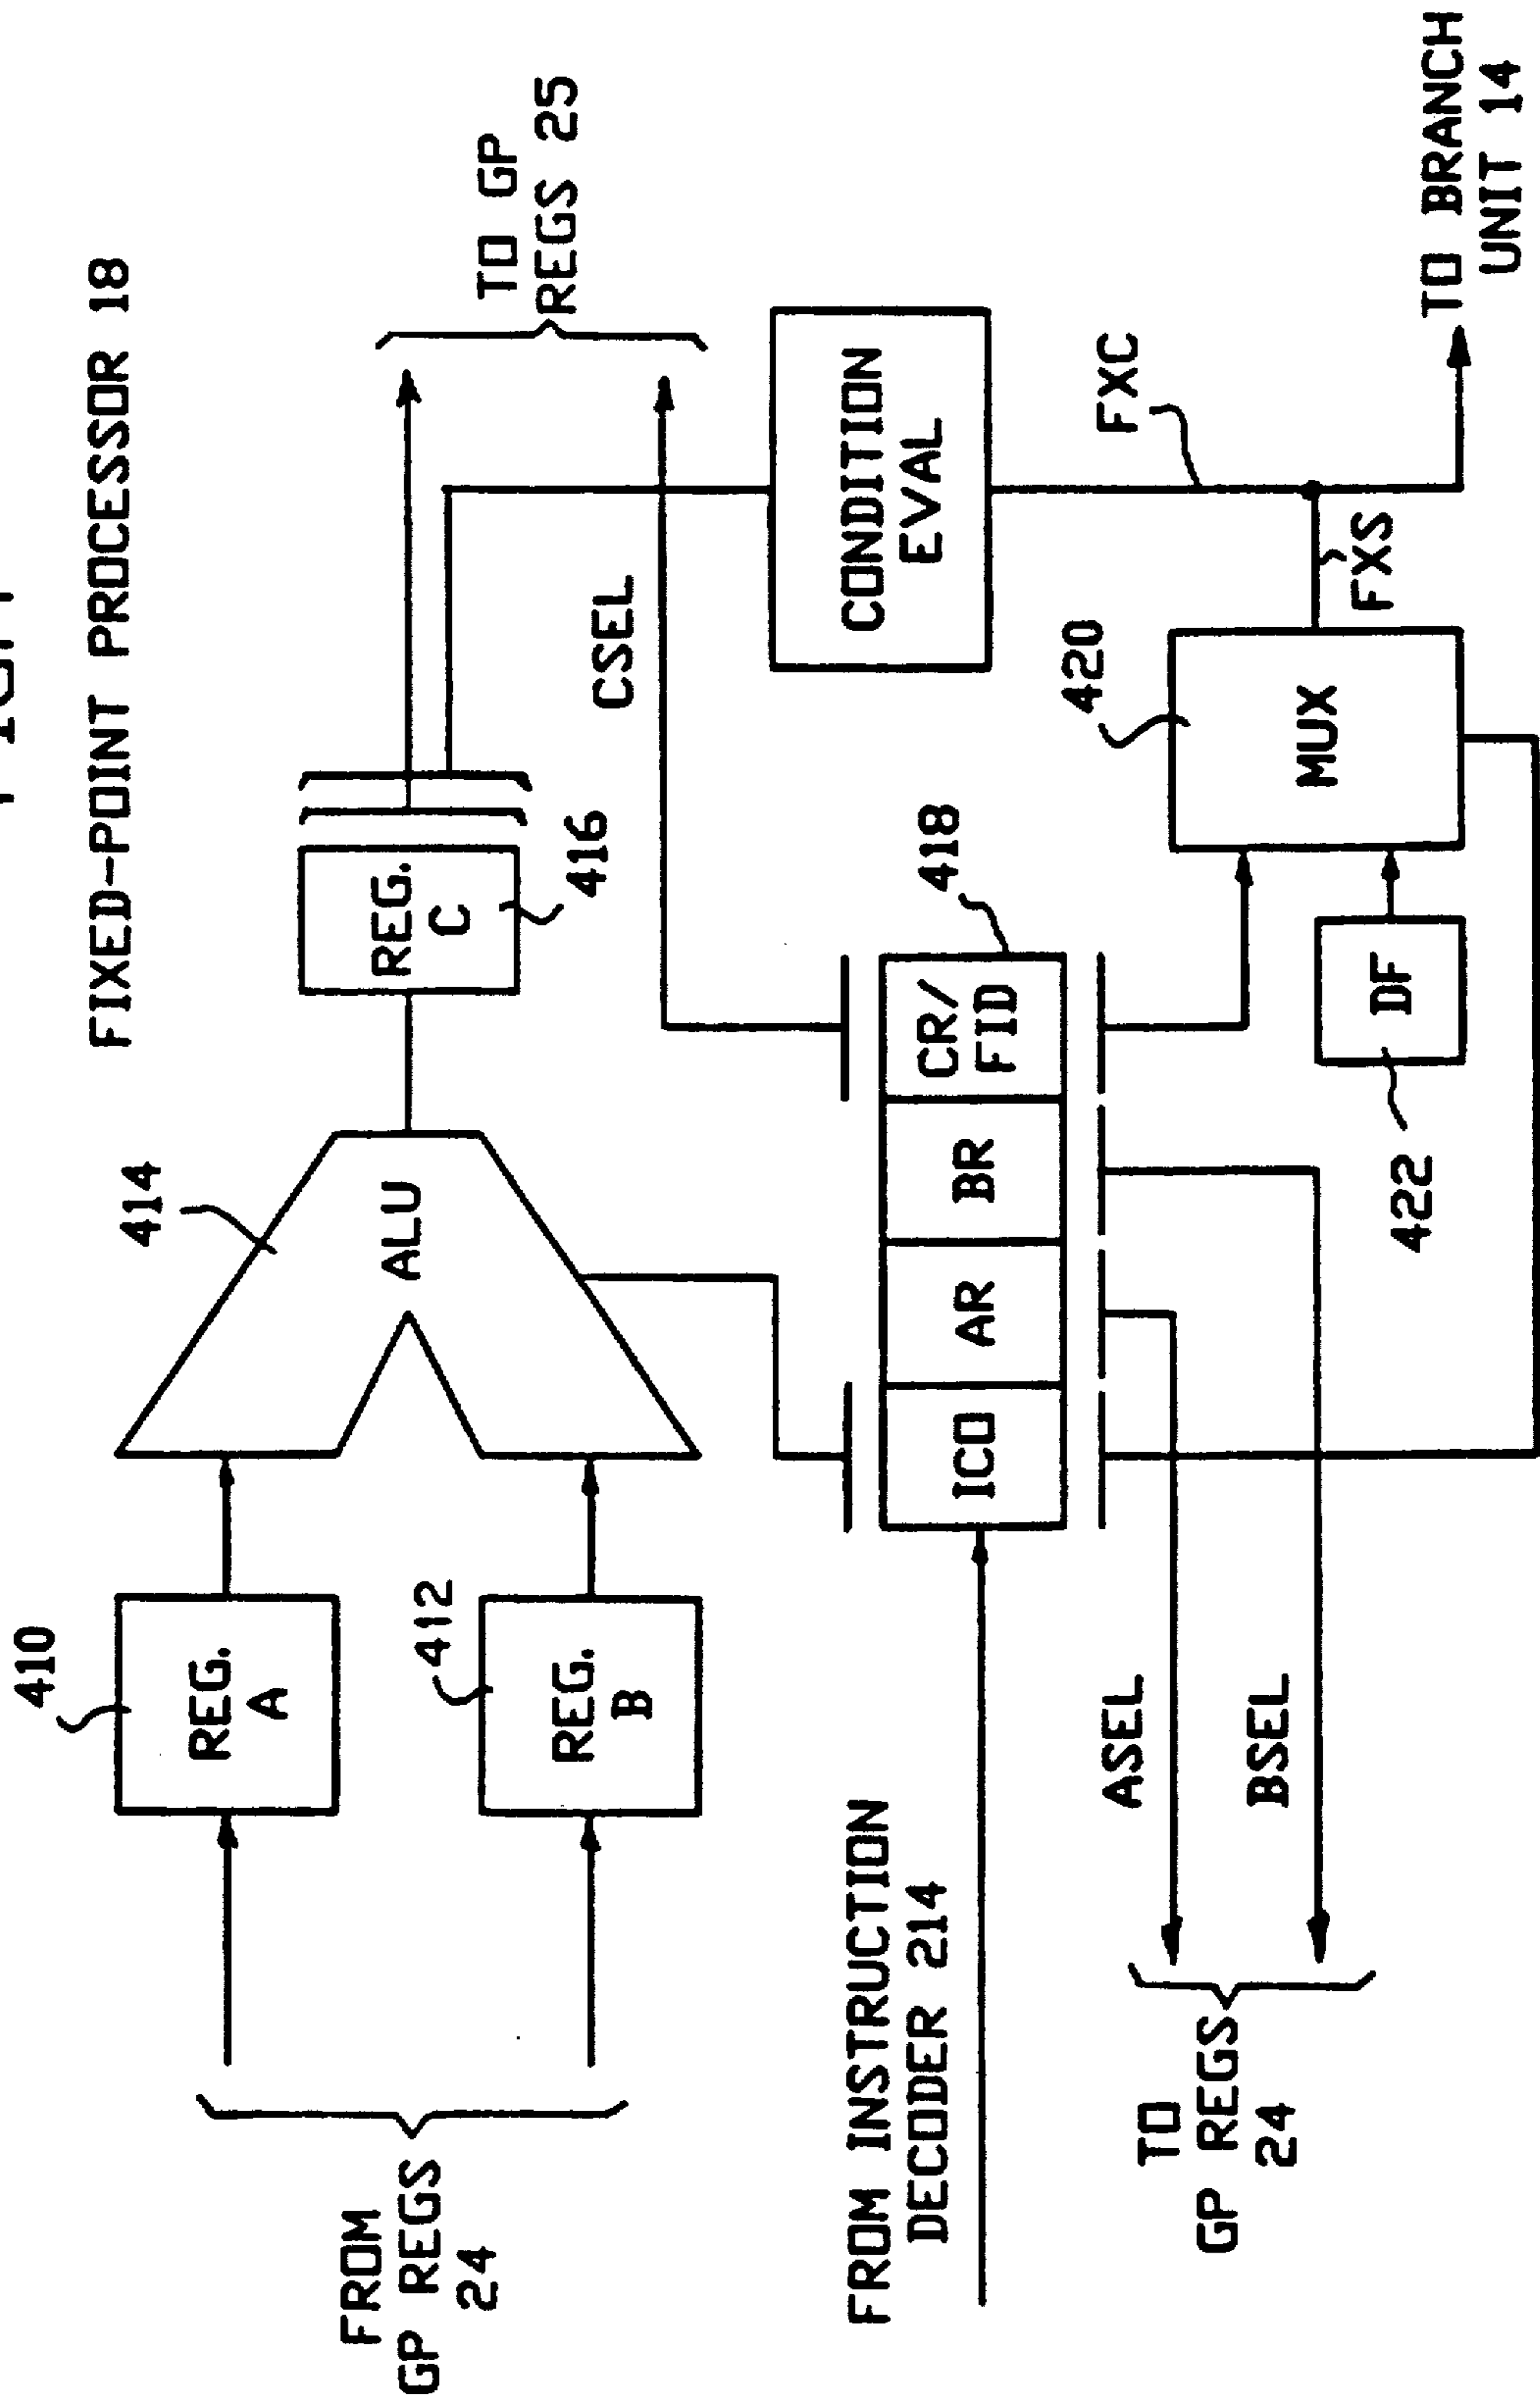 FIXED-POINT PROCESSOR 18
410
REG.
A
412
REG.
B
FROM
GP REGS
24
414
ALU
REG.
C
416
TO GP
REGS 25
CSEL
CONDITION
EVAL
FXC
FROM INSTRUCTION
DECODER 214
ICO
AR
BR
CR/
FID
418
420
MUX
FXS
DF
422
ASEL
BSEL
TO
GP REGS
24
TO BRANCH
UNIT 14